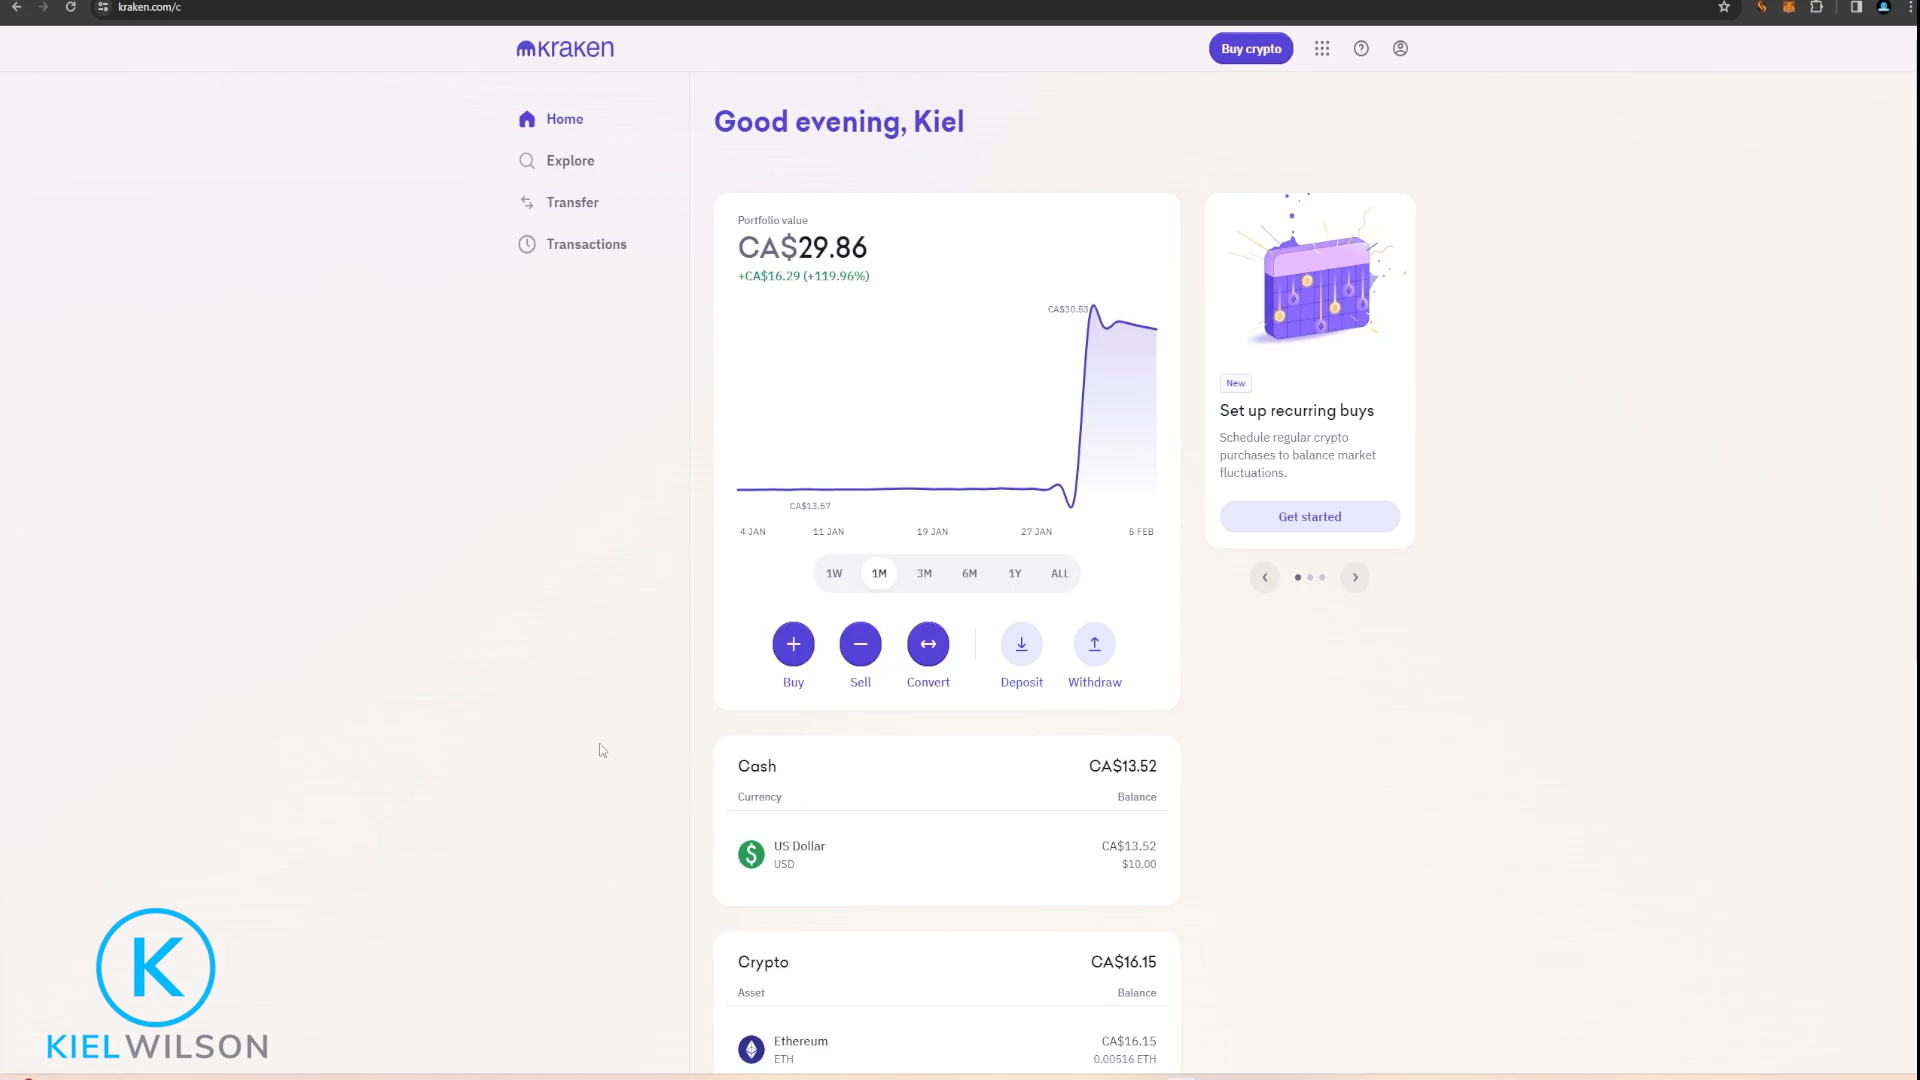 kraken.com/c
kraken
Buy crypto
Home
Explore
Transfer
Transactions
Good evening, Kiel
Portfolio value
CA$29.86
+CA$16.29 (+119.96%)
CA$30.53
CA$13.57
4 JAN
11 JAN
19 JAN
27 JAN
5 FEB
1W
1M
3M
6M
1Y
ALL
Buy
Sell
Convert
Deposit
Withdraw
New
Set up recurring buys
Schedule regular crypto
purchases to balance market
fluctuations.
Get started
Cash
CA$13.52
Currency
Balance
US Dollar
CA$13.52
USD
$10.00
Crypto
CA$16.15
Asset
Balance
Ethereum
CA$16.15
ETH
0.00516 ETH
K
KIELWILSON